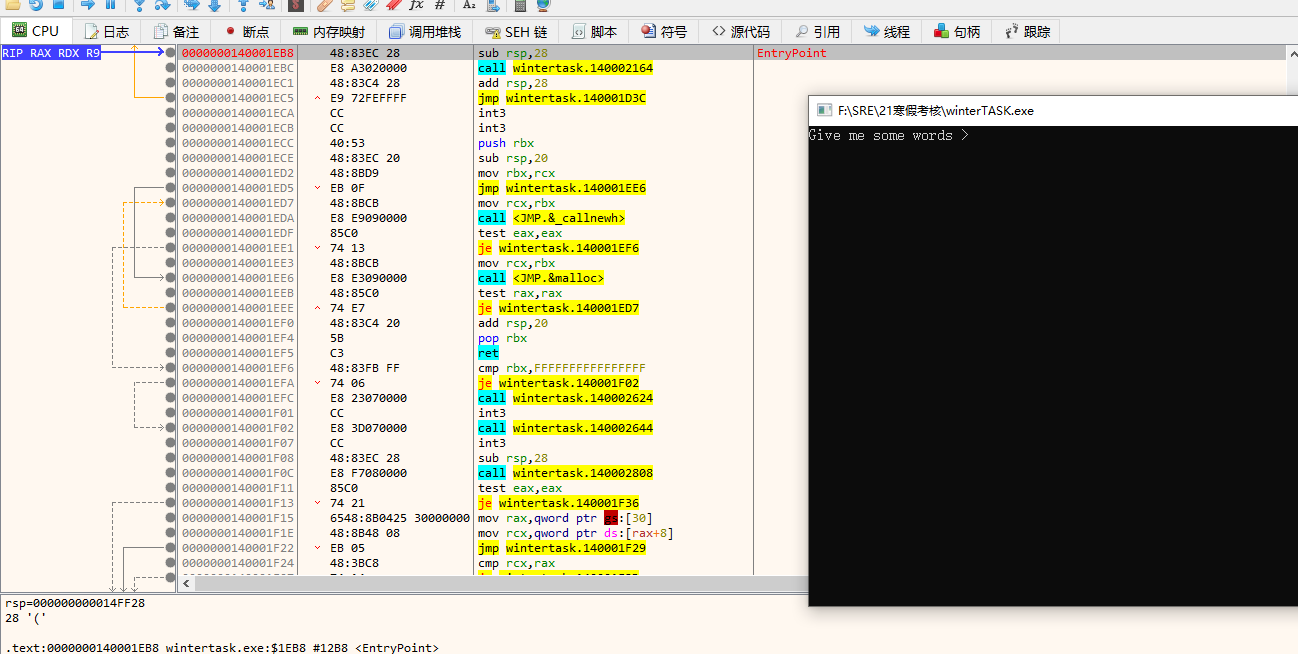 CPU 日志 备注 断点 内存映射 调用堆栈 SEH 链 脚本 符号 源代码 引用 线程 句柄 跟踪
RIP RAX RDX R9 0000000140001EB8 48:83EC 28 sub rsp,28 EntryPoint
0000000140001EBC E8 A3020000 call wintertask.140002164
0000000140001EC1 48:83C4 28 add rsp,28
0000000140001EC5 E9 72FEFFFF jmp wintertask.140001D3C
0000000140001ECA CC int3
0000000140001ECB CC int3
0000000140001ECC 40:53 push rbx
0000000140001ECE 48:83EC 20 sub rsp,20
0000000140001ED2 48:8BD9 mov rbx,rcx
0000000140001ED5 EB 0F jmp wintertask.140001EE6
0000000140001ED7 48:8BCB mov rcx,rbx
0000000140001EDA E8 E9090000 call <JMP.&_callnewh>
0000000140001EDF 85C0 test eax,eax
0000000140001EE1 74 13 je wintertask.140001EF6
0000000140001EE3 48:8BCB mov rcx,rbx
0000000140001EE6 E8 E3090000 call <JMP.&malloc>
0000000140001EEB 48:85C0 test rax,rax
0000000140001EEE 74 E7 je wintertask.140001ED7
0000000140001EF0 48:83C4 20 add rsp,20
0000000140001EF4 5B pop rbx
0000000140001EF5 C3 ret
0000000140001EF6 48:83FB FF cmp rbx,FFFFFFFFFFFFFFFF
0000000140001EFA 74 06 je wintertask.140001F02
0000000140001EFC E8 23070000 call wintertask.140002624
0000000140001F01 CC int3
0000000140001F02 E8 3D070000 call wintertask.140002644
0000000140001F07 CC int3
0000000140001F08 48:83EC 28 sub rsp,28
0000000140001F0C E8 F7080000 call wintertask.140002808
0000000140001F11 85C0 test eax,eax
0000000140001F13 74 21 je wintertask.140001F36
0000000140001F15 6548:8B0425 30000000 mov rax,qword ptr gs:[30]
0000000140001F1E 48:8B48 08 mov rcx,qword ptr ds:[rax+8]
0000000140001F22 EB 05 jmp wintertask.140001F29
0000000140001F24 48:3BC8 cmp rcx,rax
F:\SRE\21寒假考核\winterTASK.exe
Give me some words >
rsp=000000000014FF28
28 '('
.text:0000000140001EB8 wintertask.exe:$1EB8 #12B8 <EntryPoint>